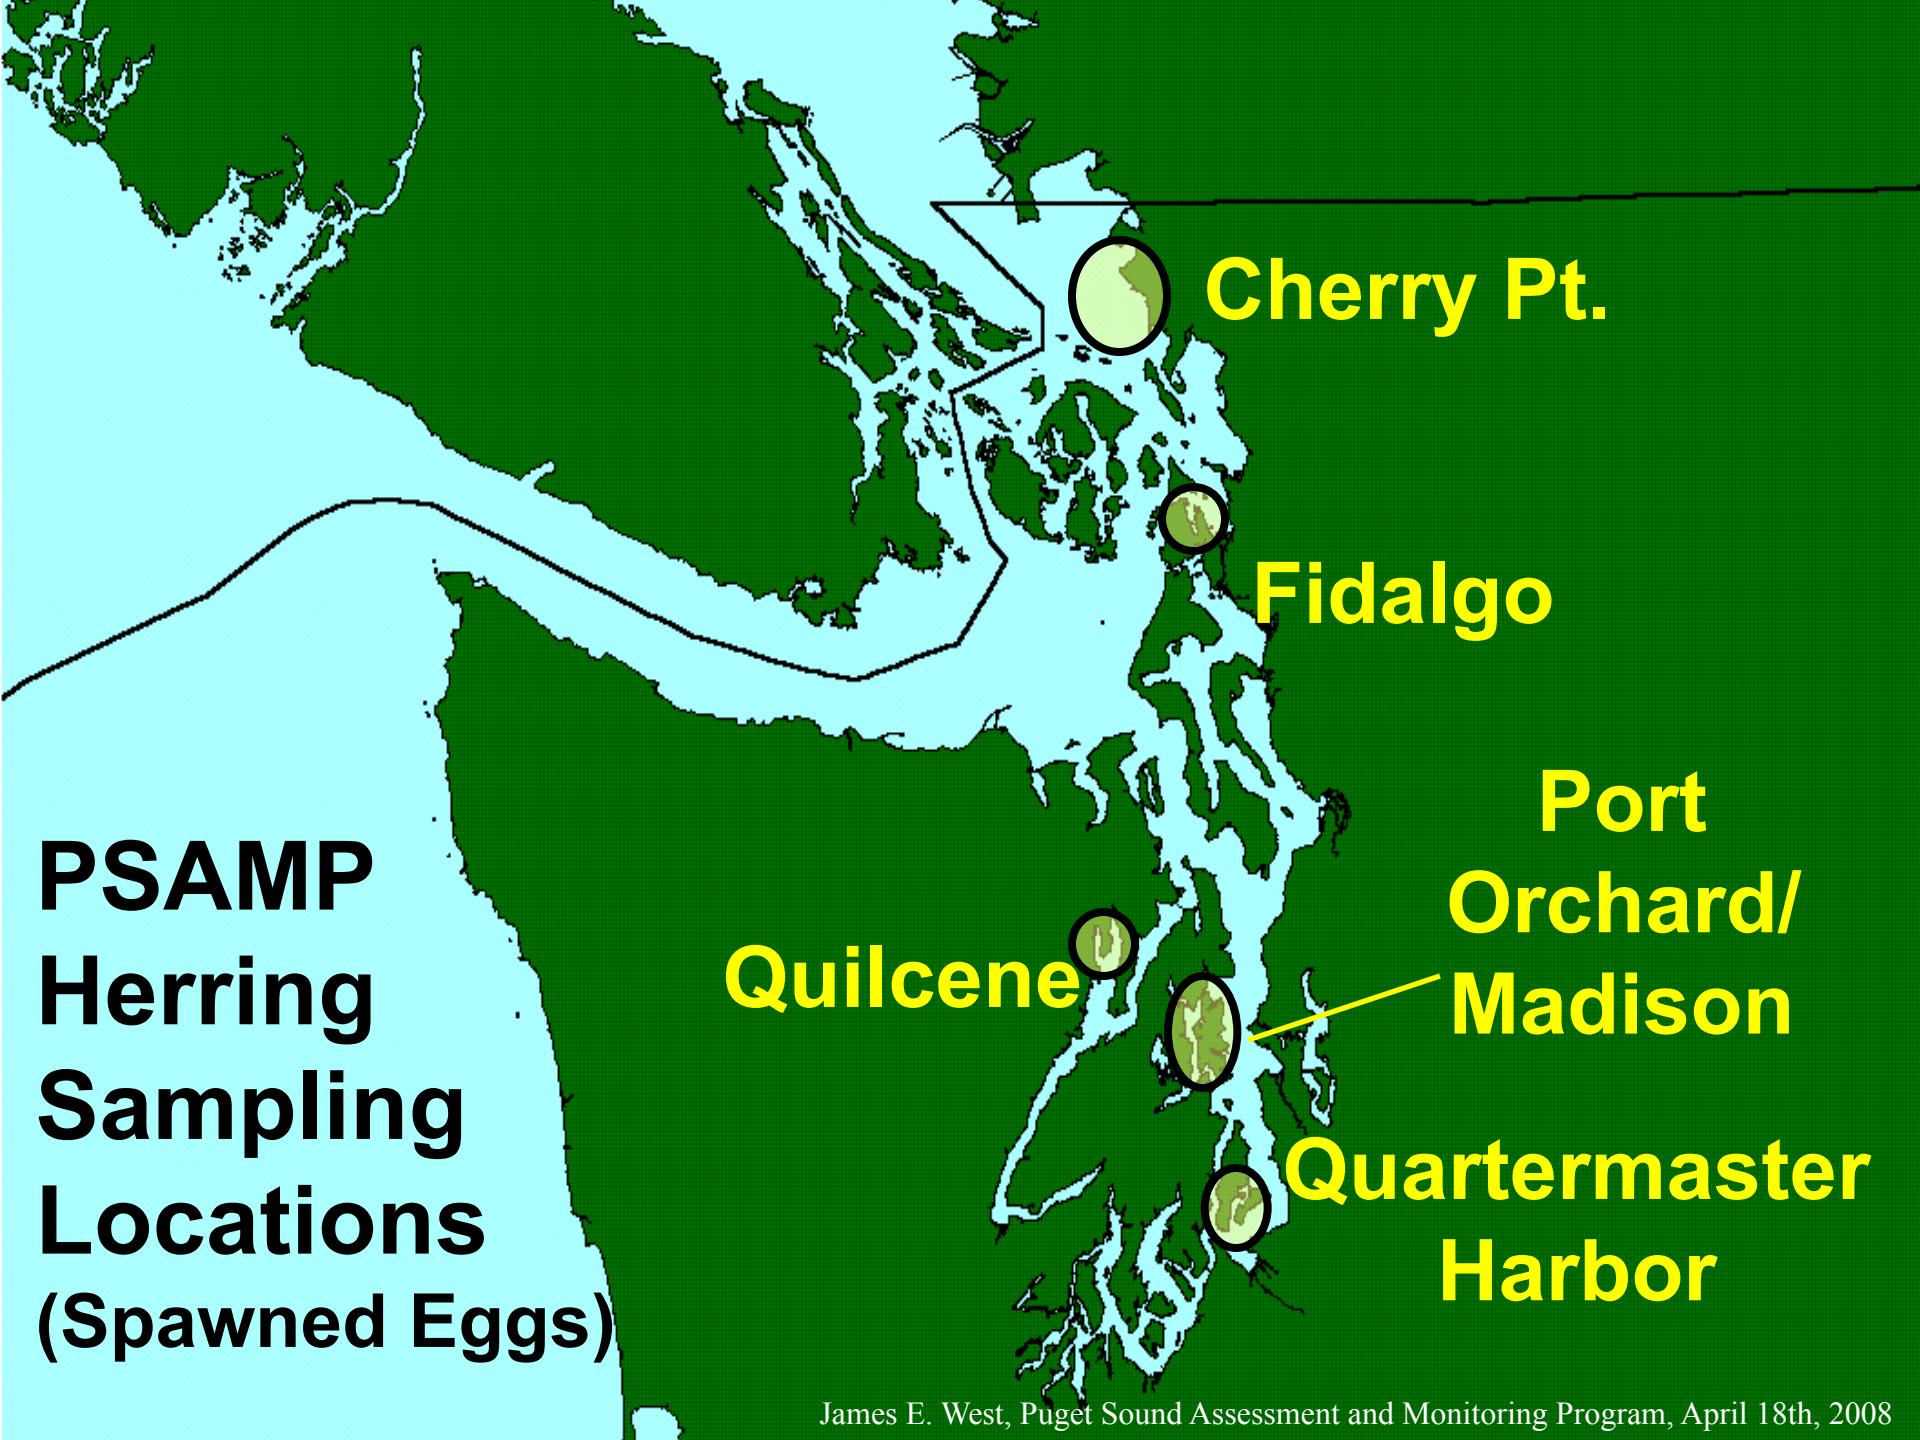 Cherry Pt.
Fidalgo
Port
Orchard/
Madison
Quilcene
Quartermaster
Harbor
PSAMP
Herring
Sampling
Locations
(Spawned Eggs)
James E. West, Puget Sound Assessment and Monitoring Program, April 18th, 2008